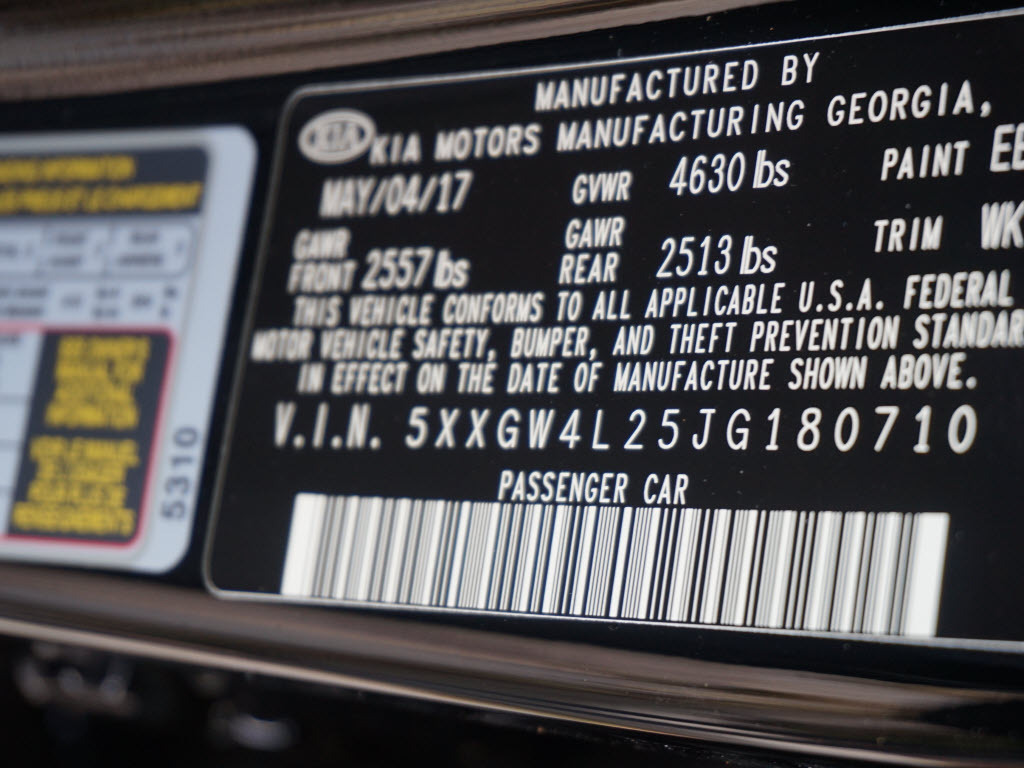 MANUFACTURED BY
KIA KIA MOTORS MANUFACTURING GEORGIA,
MAY/04/17 GVWR 4630 lbs PAINT
GAWR FRONT 2557 lbs GAWR REAR 2513 lbs TRIM WK
THIS VEHICLE CONFORMS TO ALL APPLICABLE U.S.A. FEDERAL
MOTOR VEHICLE SAFETY, BUMPER, AND THEFT PREVENTION STANDAR
IN EFFECT ON THE DATE OF MANUFACTURE SHOWN ABOVE.
V.I.N. 5XXGW4L25JG180710
PASSENGER CAR
5310